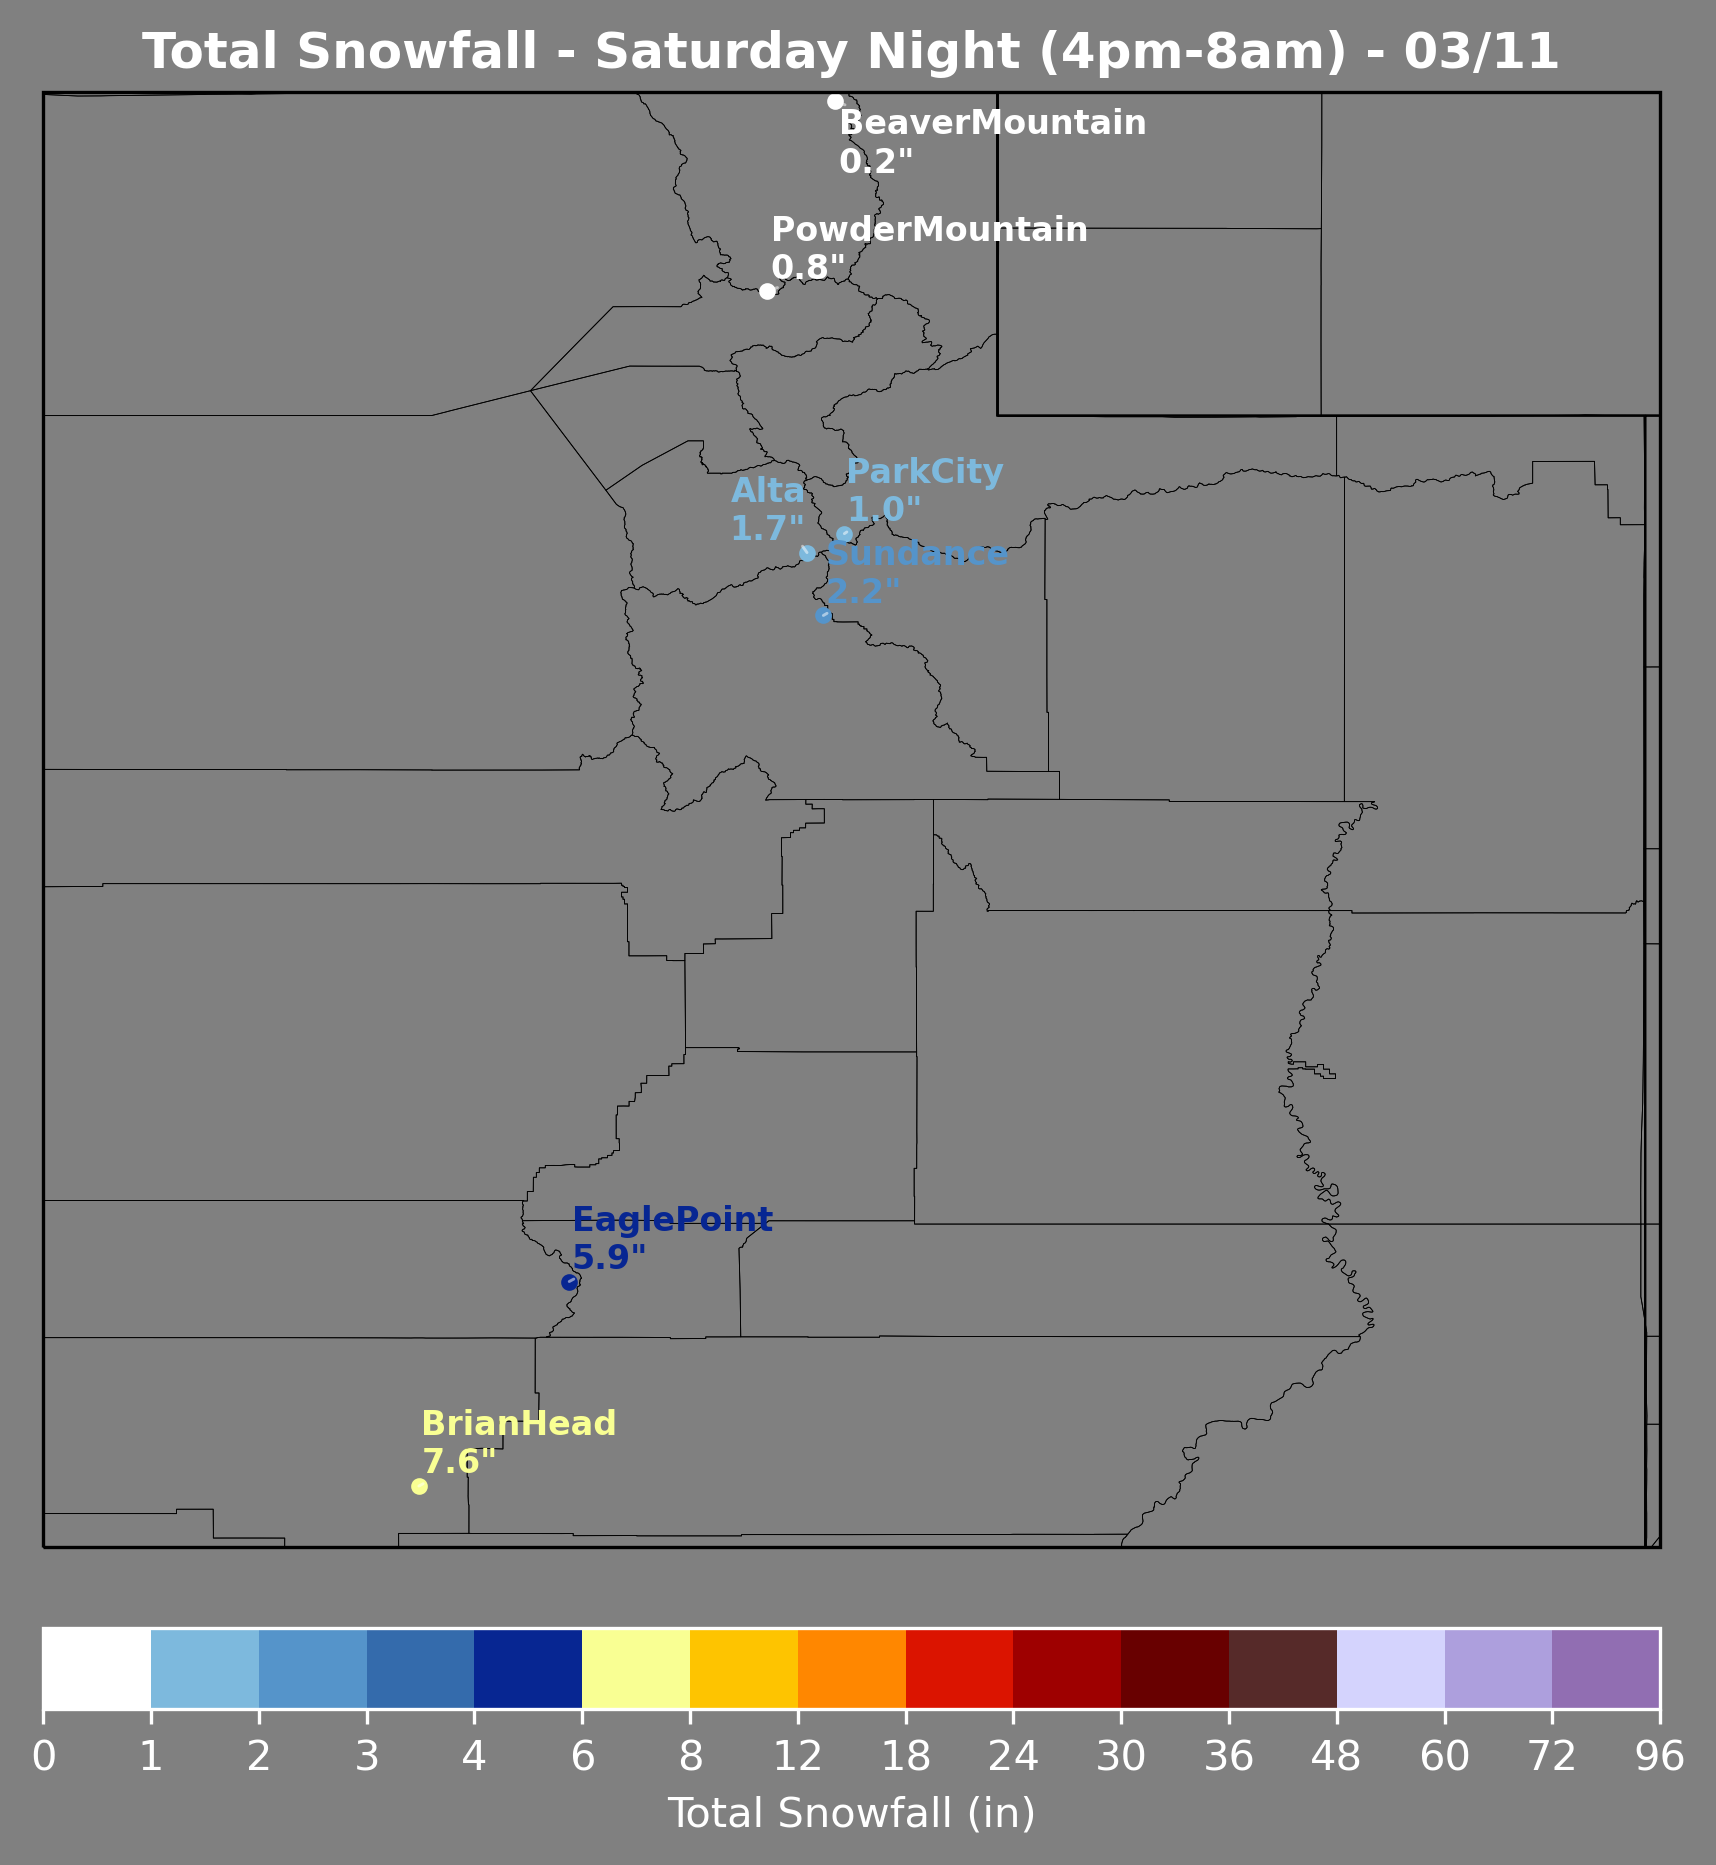 Total Snowfall - Saturday Night (4pm-8am) - 03/11
BeaverMountain
0.2"
PowderMountain
0.8"
ParkCity
1.0"
Alta
1.7"
Sundance
2.2"
EaglePoint
5.9"
BrianHead
7.6"
0 1 2 3 4 6 8 12 18 24 30 36 48 60 72 96
Total Snowfall (in)